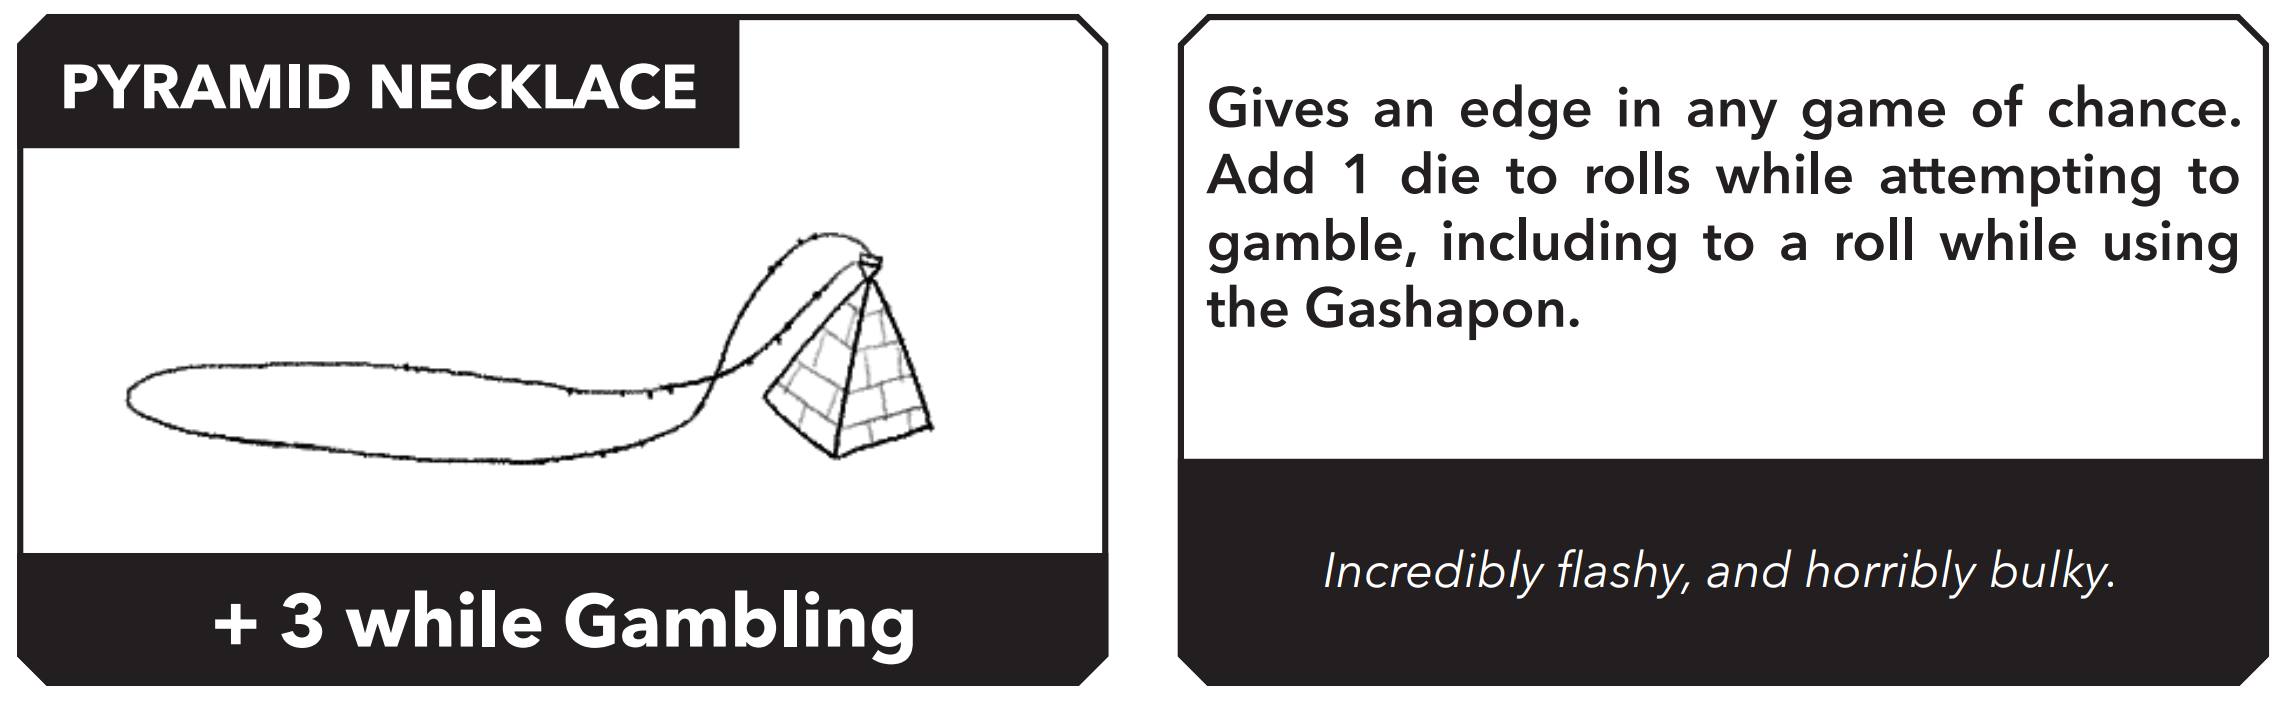 PYRAMID NECKLACE
+ 3 while Gambling
Gives an edge in any game of chance.
Add 1 die to rolls while attempting to
gamble, including to a roll while using
the Gashapon.
Incredibly flashy, and horribly bulky.